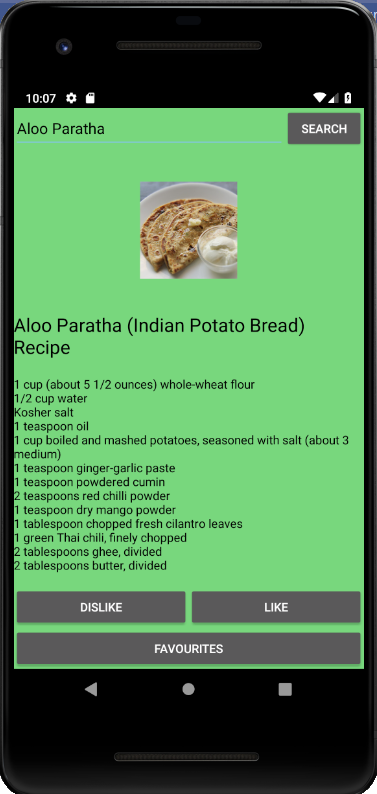 10:07
Aloo Paratha
SEARCH
Aloo Paratha (Indian Potato Bread)
Recipe
1 cup (about 5 1/2 ounces) whole-wheat flour
1/2 cup water
Kosher salt
1 teaspoon oil
1 cup boiled and mashed potatoes, seasoned with salt (about 3
medium)
1 teaspoon ginger-garlic paste
1 teaspoon powdered cumin
2 teaspoons red chilli powder
1 teaspoon dry mango powder
1 tablespoon chopped fresh cilantro leaves
1 green Thai chili, finely chopped
2 tablespoons ghee, divided
2 tablespoons butter, divided
DISLIKE
LIKE
FAVOURITES